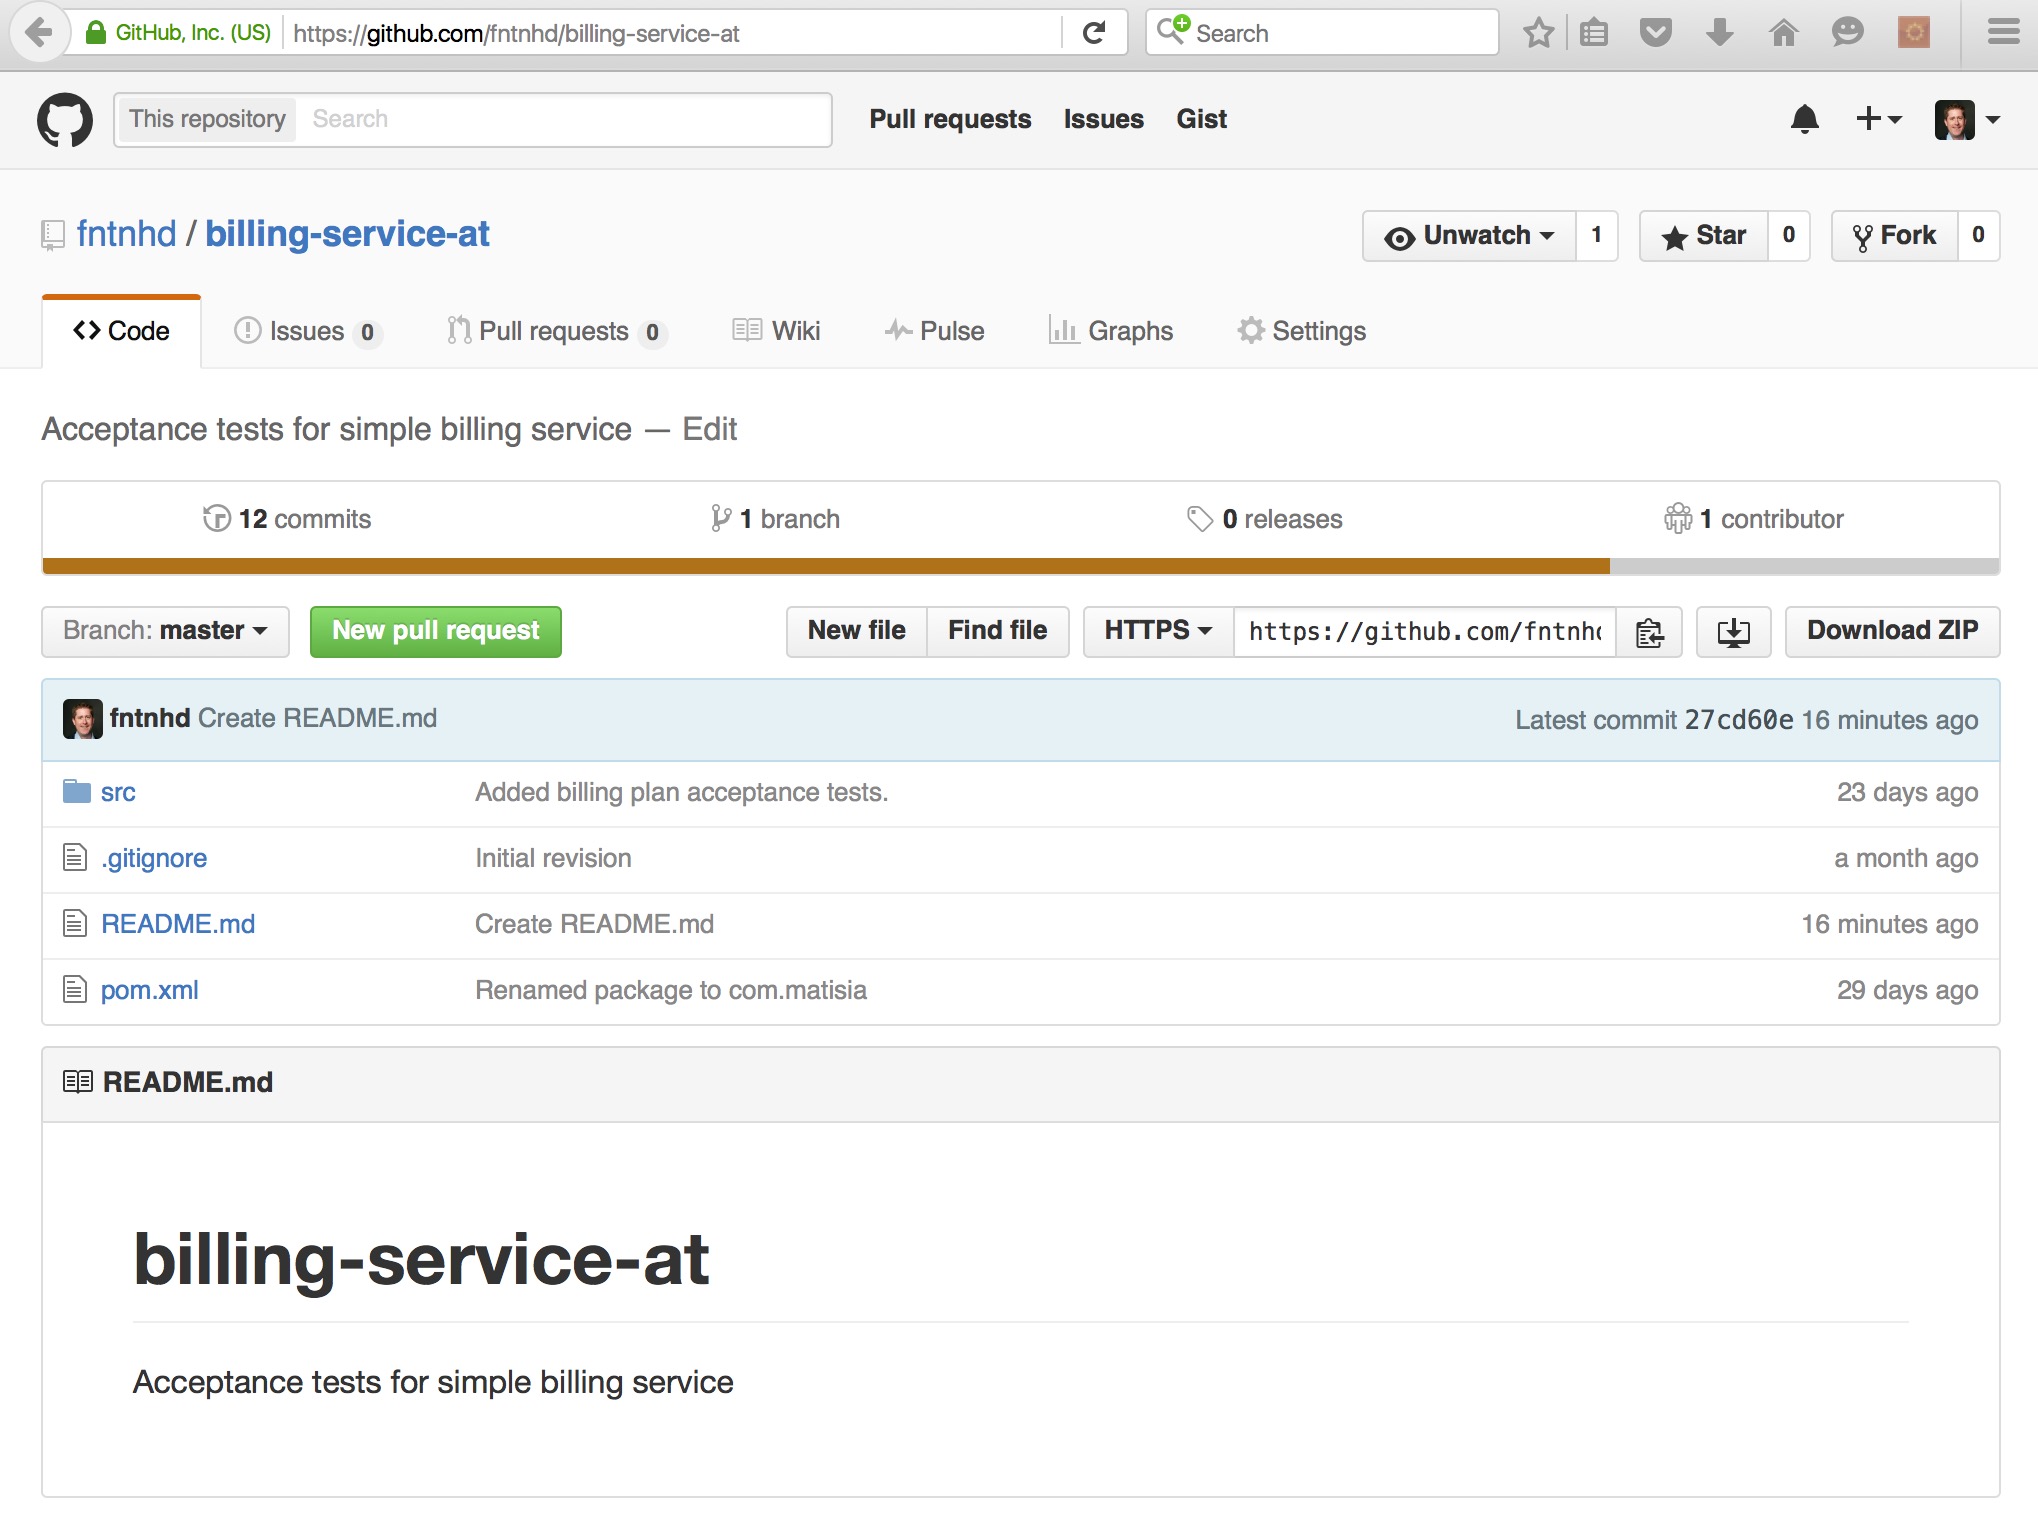 GitHub, Inc. (US) https://github.com/fntnhd/billing-service-at Search
This repository Search Pull requests Issues Gist
fntnhd / billing-service-at Unwatch 1 Star 0 Fork 0
Code Issues 0 Pull requests 0 Wiki Pulse Graphs Settings
Acceptance tests for simple billing service — Edit
12 commits 1 branch 0 releases 1 contributor
Branch: master New pull request New file Find file HTTPS https://github.com/fntnh Download ZIP
fntnhd Create README.md Latest commit 27cd60e 16 minutes ago
src Added billing plan acceptance tests. 23 days ago
.gitignore Initial revision a month ago
README.md Create README.md 16 minutes ago
pom.xml Renamed package to com.matisia 29 days ago
README.md
billing-service-at
Acceptance tests for simple billing service